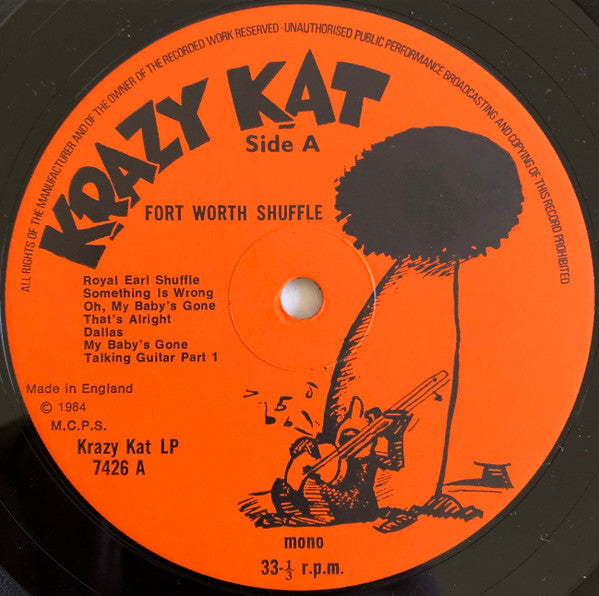 ALL RIGHTS OF THE MANUFACTURER AND OF THE OWNER OF THE RECORDED WORK RESERVED · UNAUTHORISED PUBLIC PERFORMANCE BROADCASTING AND COPYING OF THIS RECORD PROHIBITED
KRAZY KAT
Side A
FORT WORTH SHUFFLE
Royal Earl Shuffle
Something Is Wrong
Oh, My Baby's Gone
That's Alright
Dallas
My Baby's Gone
Talking Guitar Part 1
Made in England
© 1984
M.C.P.S.
Krazy Kat LP
7426 A
mono
33-1/3 r.p.m.